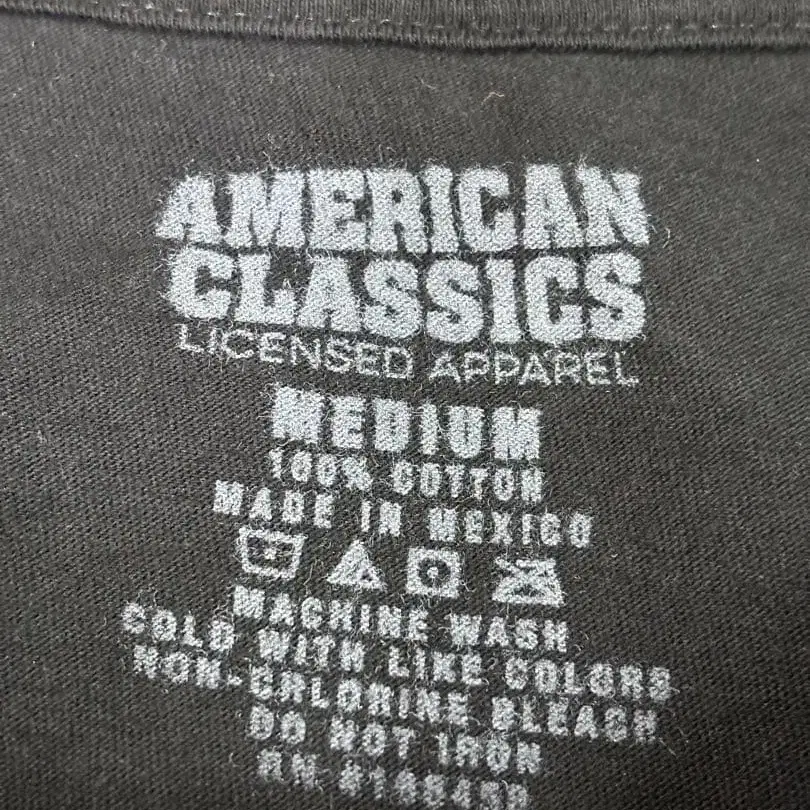 AMERICAN
CLASSICS
LICENSED APPAREL
MEDIUM
100% COTTON
MADE IN MEXICO
MACHINE WASH
COLD WITH LIKE COLORS
NON-CHLORINE BLEACH
DO NOT IRON
RN